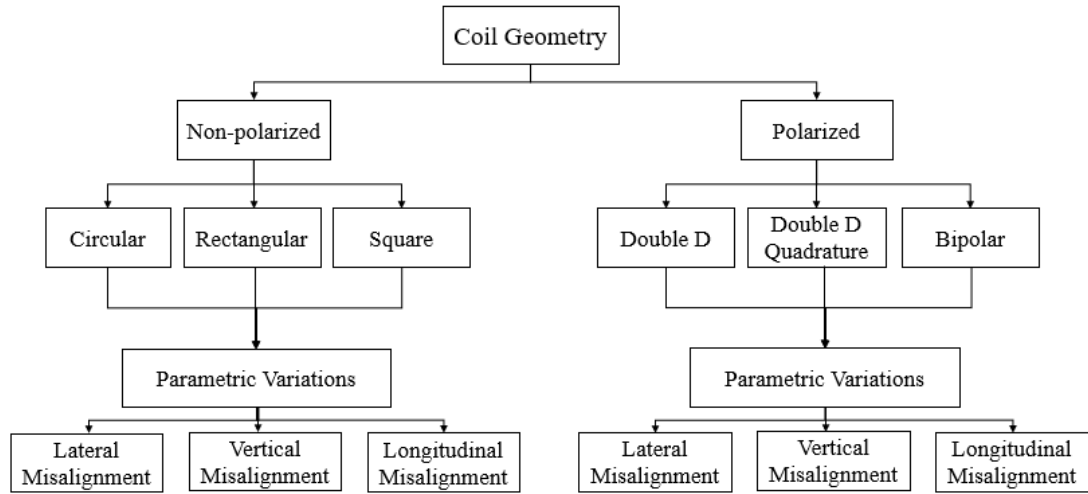 Coil Geometry
Non-polarized
Polarized
Circular
Rectangular
Square
Double D
Double D
Quadrature
Bipolar
Parametric Variations
Parametric Variations
Lateral
Misalignment
Vertical
Misalignment
Longitudinal
Misalignment
Lateral
Misalignment
Vertical
Misalignment
Longitudinal
Misalignment